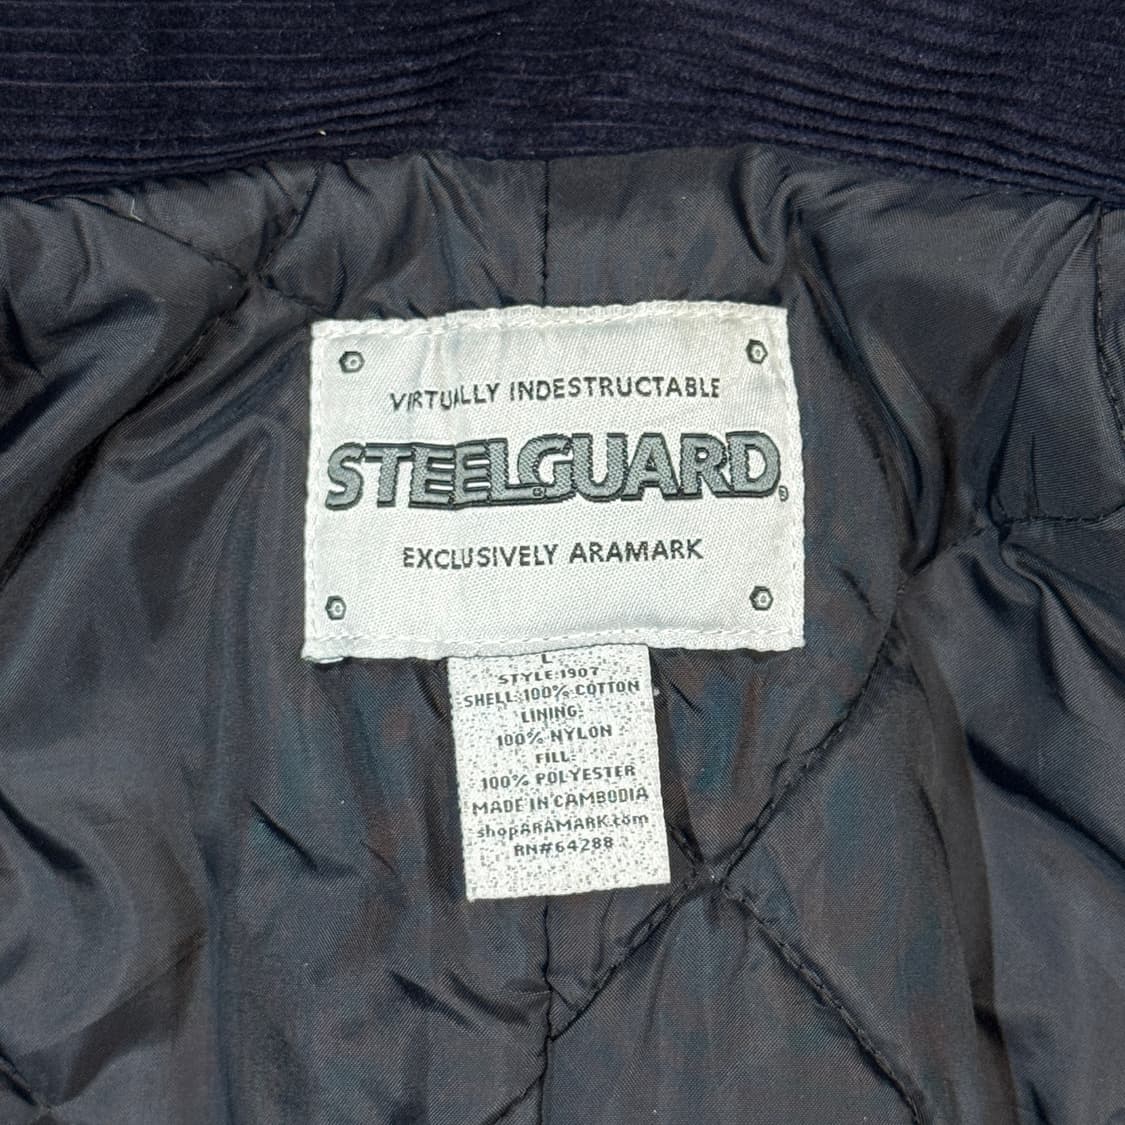 VIRTUALLY INDESTRUCTABLE
STEELGUARD®
EXCLUSIVELY ARAMARK
L
STYLE:1907
SHELL:100% COTTON
LINING:
100% NYLON
FILL:
100% POLYESTER
MADE IN CAMBODIA
shopARAMARK.com
RN#64288